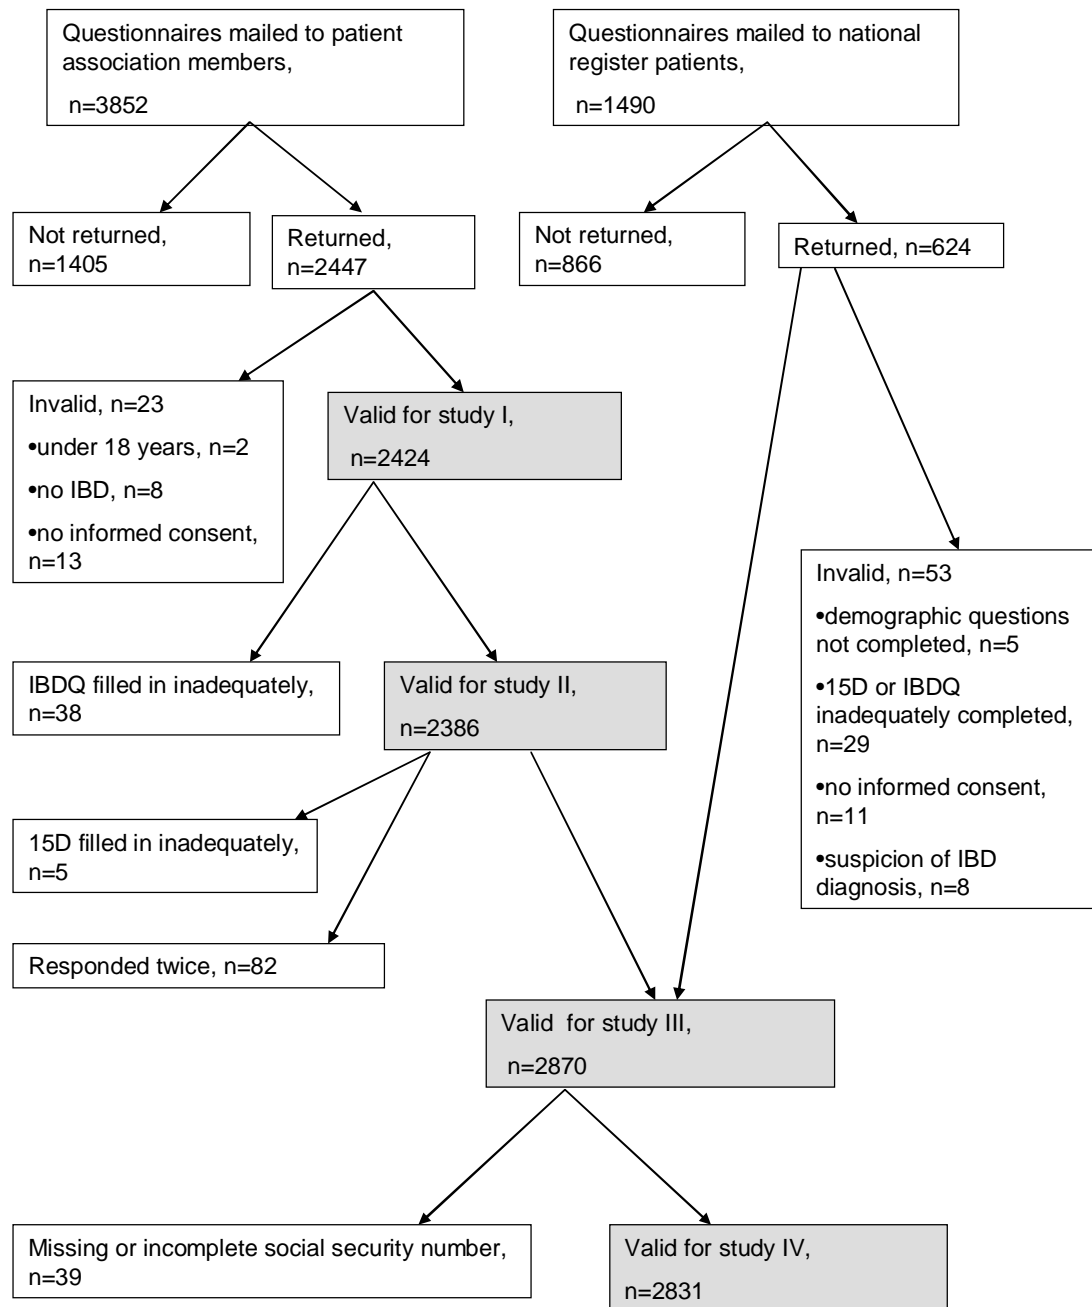 Questionnaires mailed to patient
association members,
n=3852
Questionnaires mailed to national
register patients,
n=1490
Not returned,
n=1405
Returned,
n=2447
Not returned,
n=866
Returned, n=624
Invalid, n=23
•under 18 years, n=2
•no IBD, n=8
•no informed consent,
n=13
Valid for study I,
n=2424
Invalid, n=53
•demographic questions
not completed, n=5
•15D or IBDQ
inadequately completed,
n=29
•no informed consent,
n=11
•suspicion of IBD
diagnosis, n=8
IBDQ filled in inadequately,
n=38
Valid for study II,
n=2386
15D filled in inadequately,
n=5
Responded twice, n=82
Valid  for study III,
n=2870
Missing or incomplete social security number,
n=39
Valid for study IV,
n=2831